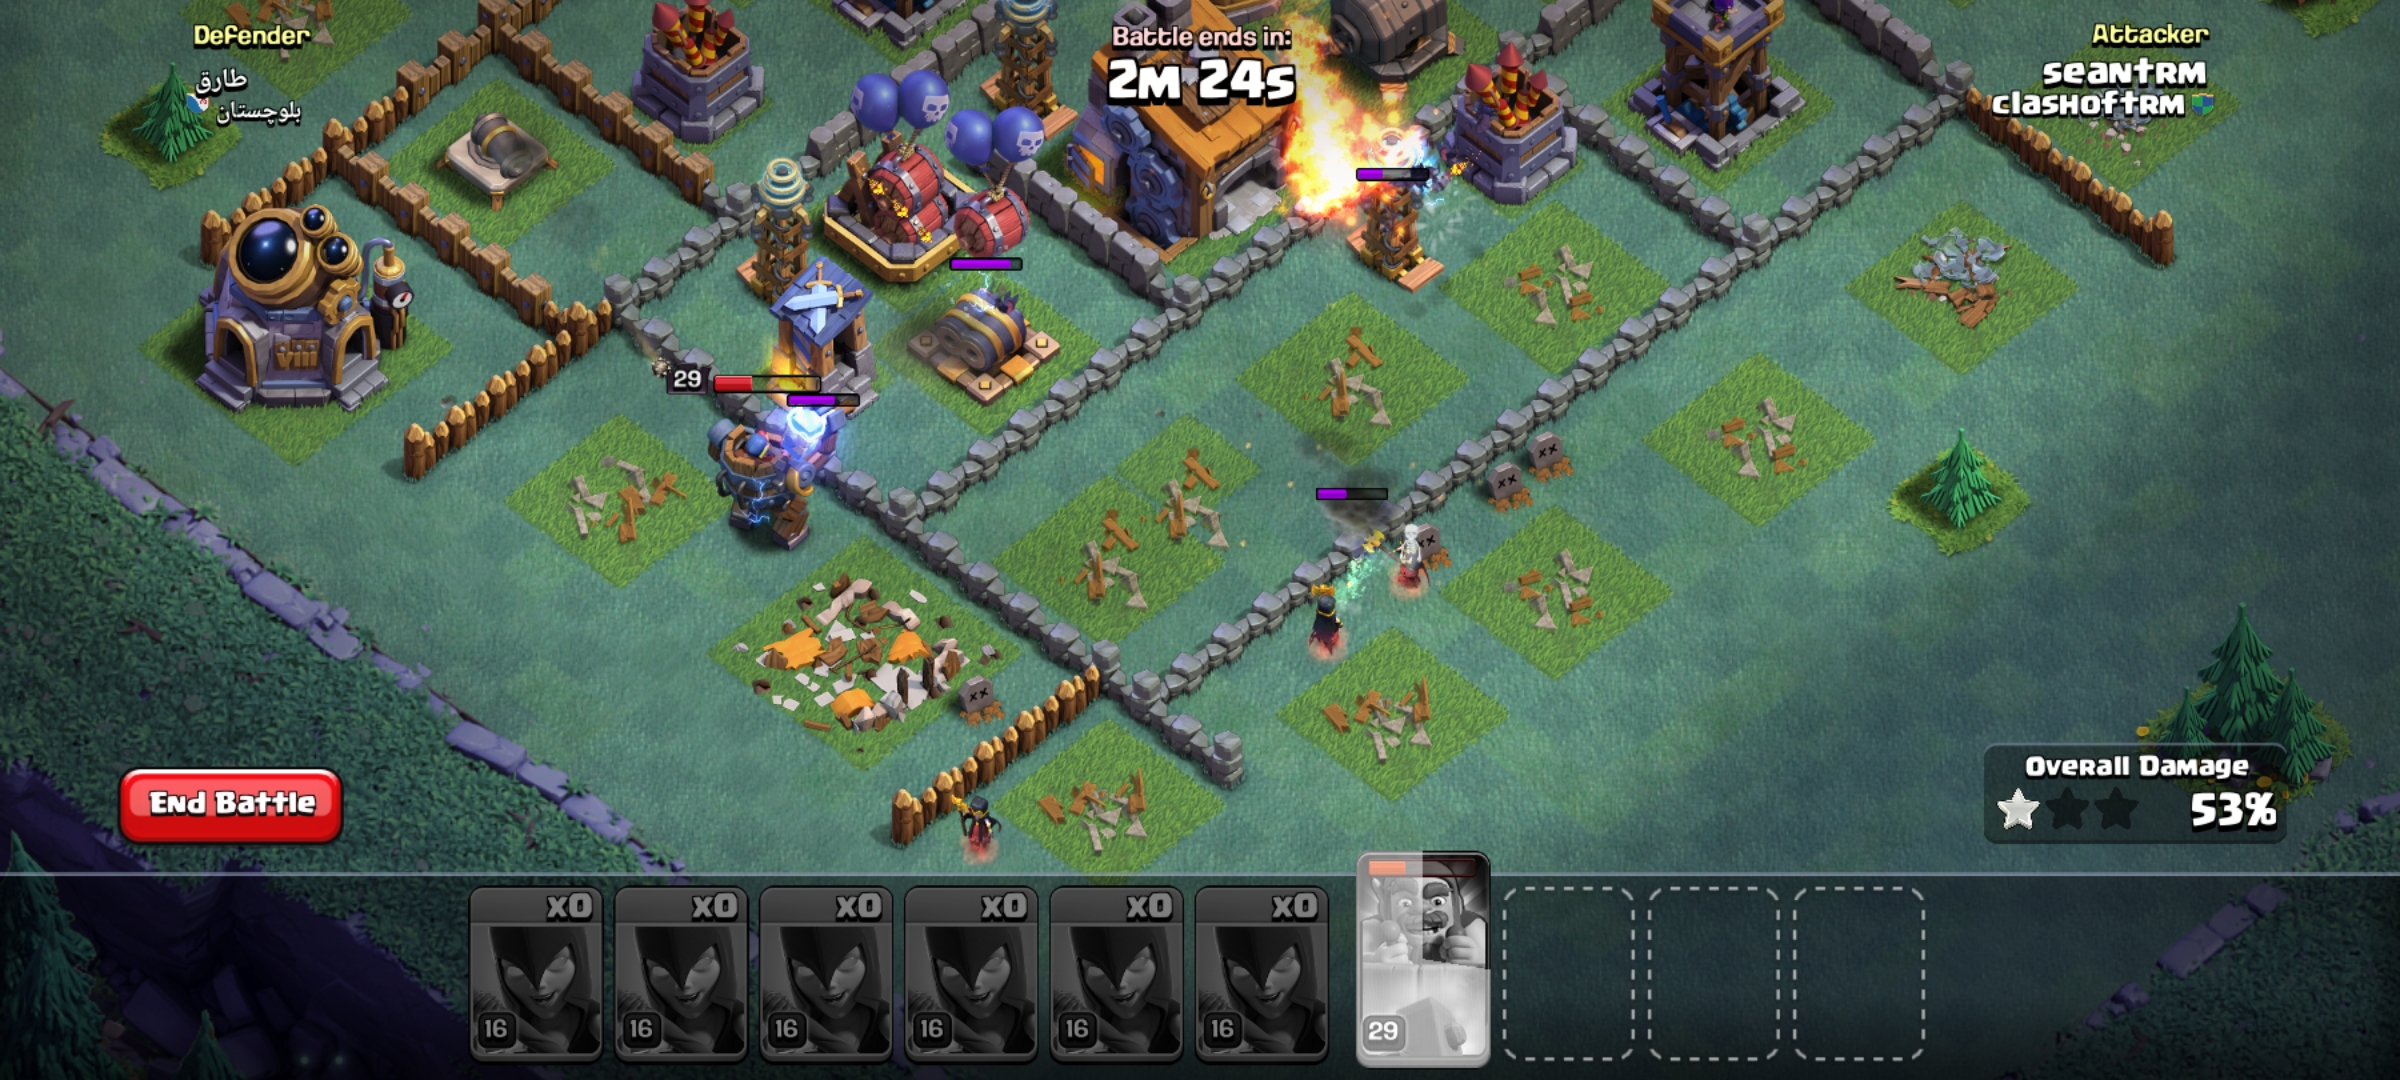 Defender
طارق
بلوچستان
Battle ends in:
2M 24s
Attacker
seantRM
clashoftRM
VIII
29
End Battle
Overall Damage
53%
x0
x0
x0
x0
x0
x0
16
16
16
16
16
16
29